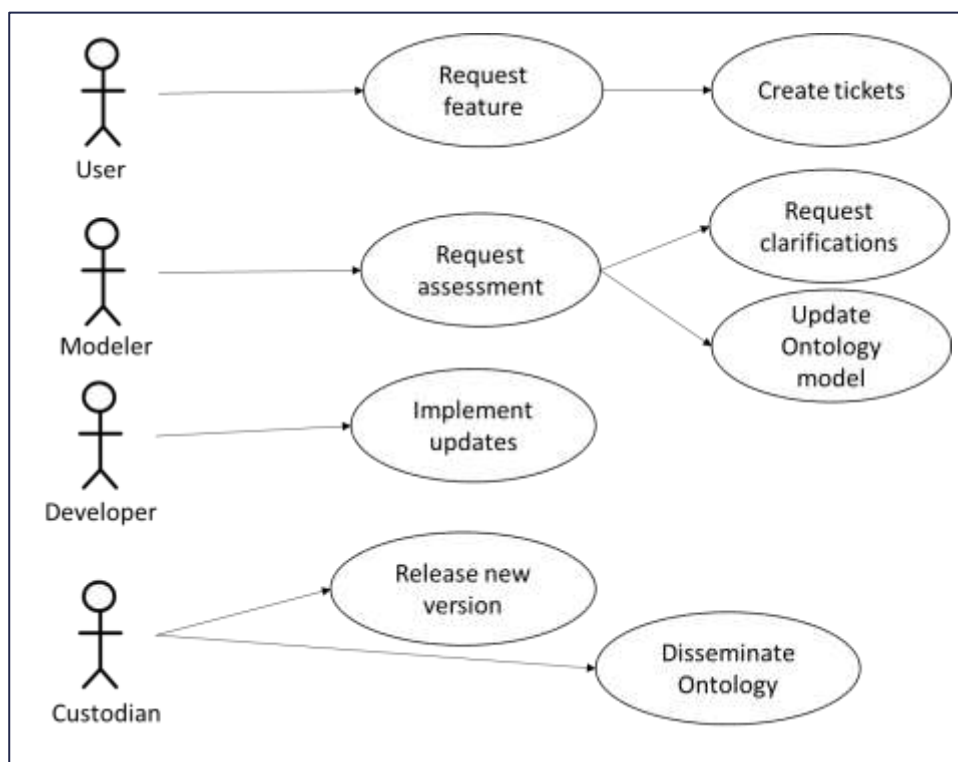 Request
feature
Create tickets
User
Request
clarifications
Request
assessment
Modeler
Update
Ontology
model
Implement
updates
Developer
Release new
version
Disseminate
Ontology
Custodian